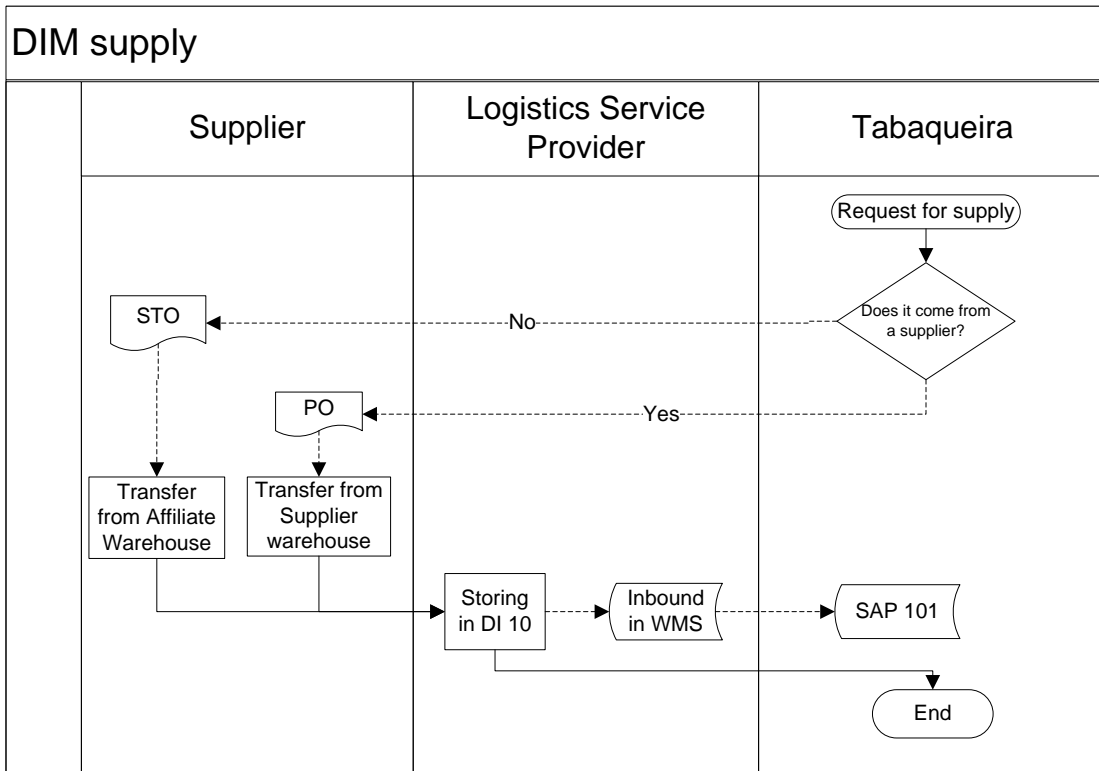 DIM supply
Supplier
Logistics Service
Provider
Tabaqueira
Request for supply
Does it come from
a supplier?
No
STO
Yes
PO
Transfer
from Affiliate
Warehouse
Transfer from
Supplier
warehouse
Storing
in DI 10
Inbound
in WMS
SAP 101
End